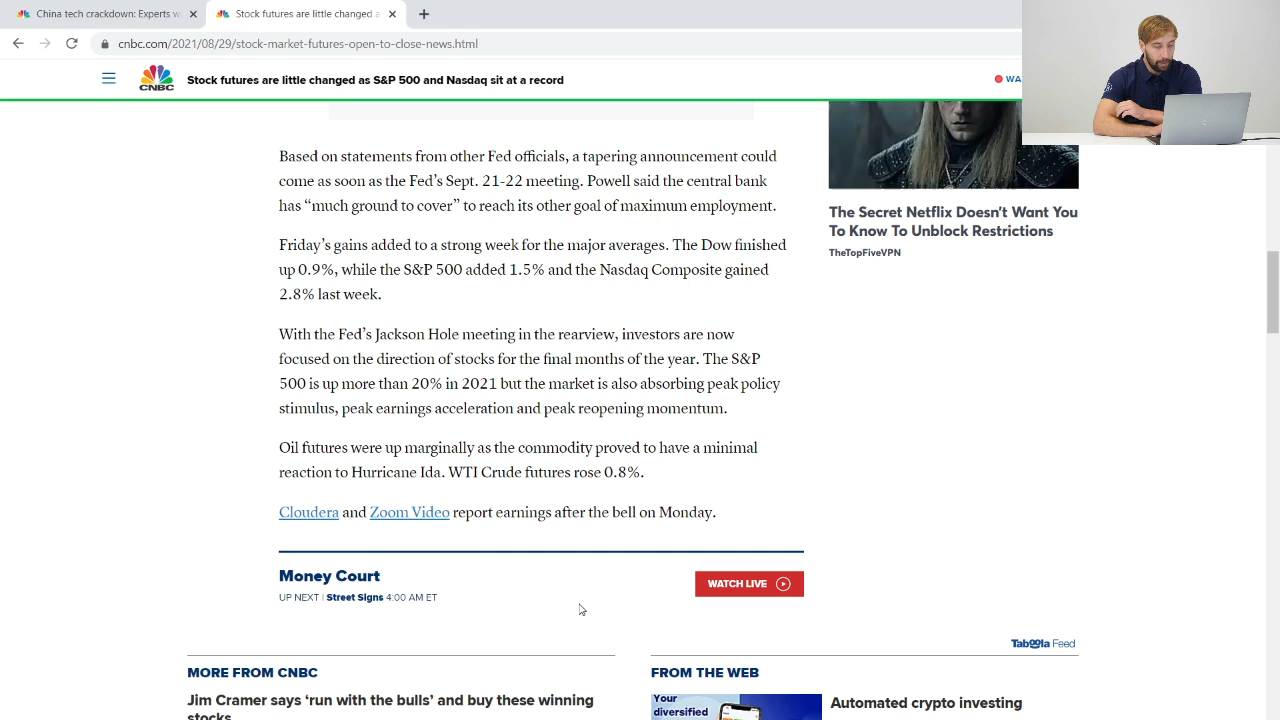 China tech crackdown: Experts w
Stock futures are little changed a
cnbc.com/2021/08/29/stock-market-futures-open-to-close-news.html
CNBC
Stock futures are little changed as S&P 500 and Nasdaq sit at a record
WA
Based on statements from other Fed officials, a tapering announcement could
come as soon as the Fed’s Sept. 21-22 meeting. Powell said the central bank
has “much ground to cover” to reach its other goal of maximum employment.
Friday’s gains added to a strong week for the major averages. The Dow finished
up 0.9%, while the S&P 500 added 1.5% and the Nasdaq Composite gained
2.8% last week.
With the Fed’s Jackson Hole meeting in the rearview, investors are now
focused on the direction of stocks for the final months of the year. The S&P
500 is up more than 20% in 2021 but the market is also absorbing peak policy
stimulus, peak earnings acceleration and peak reopening momentum.
Oil futures were up marginally as the commodity proved to have a minimal
reaction to Hurricane Ida. WTI Crude futures rose 0.8%.
Cloudera and Zoom Video report earnings after the bell on Monday.
The Secret Netflix Doesn’t Want You
To Know To Unblock Restrictions
TheTopFiveVPN
Money Court
UP NEXT | Street Signs 4:00 AM ET
WATCH LIVE
Taboola Feed
MORE FROM CNBC
Jim Cramer says ‘run with the bulls’ and buy these winning
stocks
FROM THE WEB
Your
diversified
Automated crypto investing